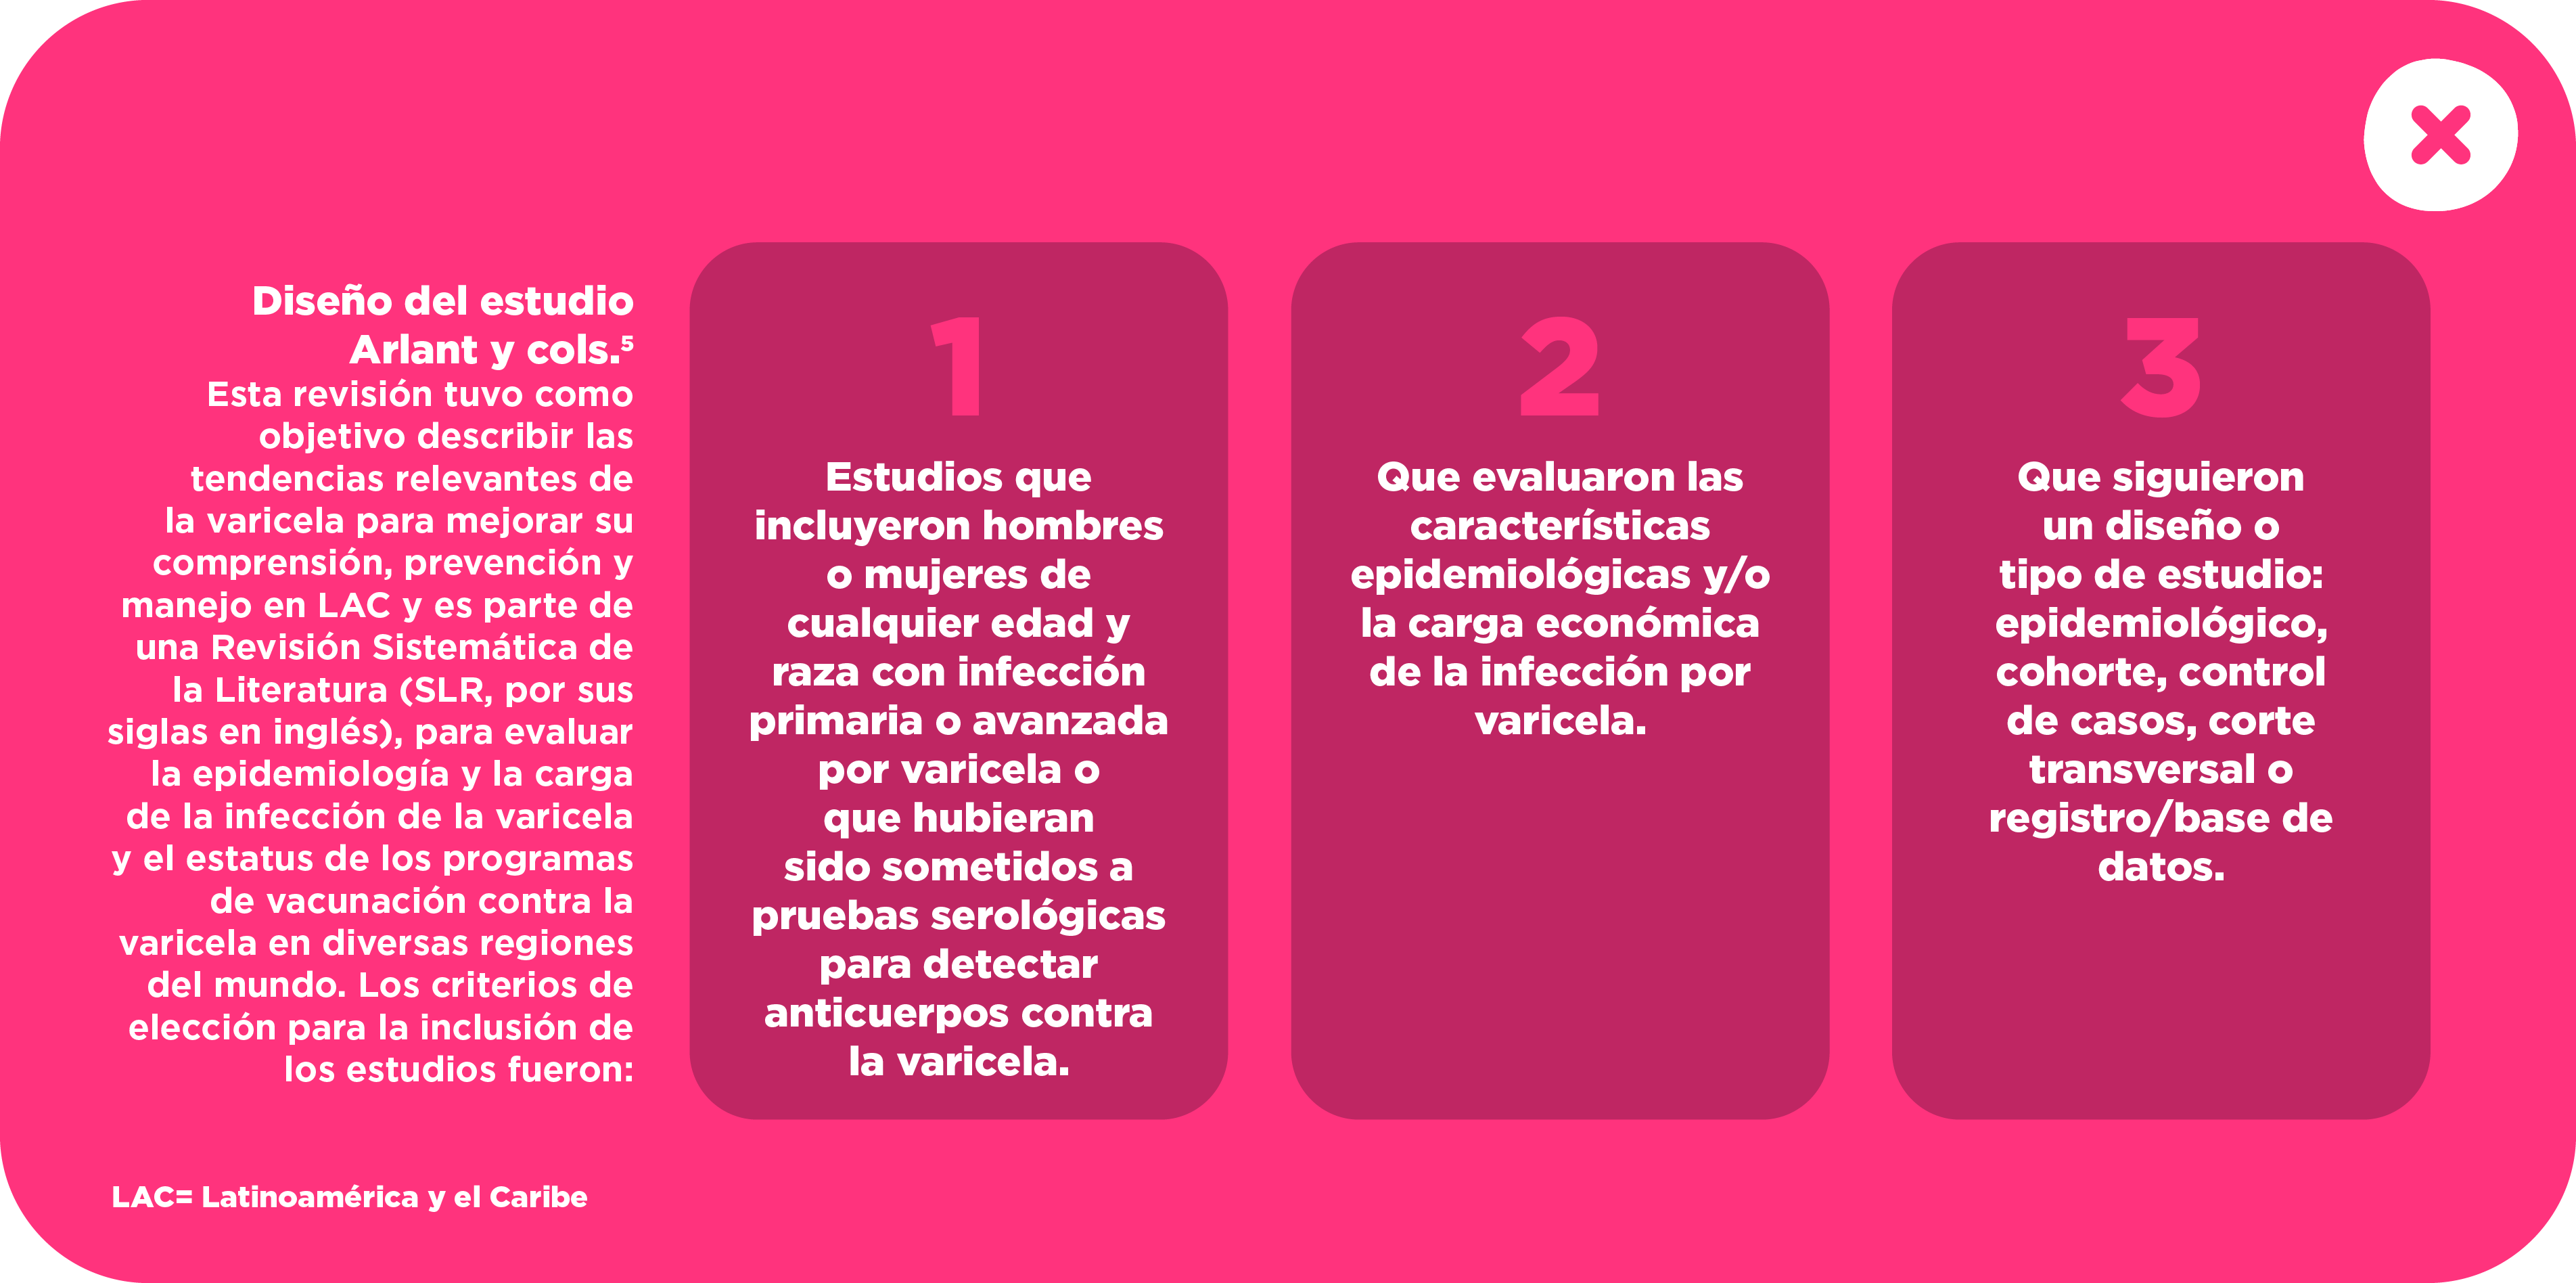 Diseño del estudio
Arlant y cols.⁵
Esta revisión tuvo como
objetivo describir las
tendencias relevantes de
la varicela para mejorar su
comprensión, prevención y
manejo en LAC y es parte de
una Revisión Sistemática de
la Literatura (SLR, por sus
siglas en inglés), para evaluar
la epidemiología y la carga
de la infección de la varicela
y el estatus de los programas
de vacunación contra la
varicela en diversas regiones
del mundo. Los criterios de
elección para la inclusión de
los estudios fueron:
1
Estudios que
incluyeron hombres
o mujeres de
cualquier edad y
raza con infección
primaria o avanzada
por varicela o
que hubieran
sido sometidos a
pruebas serológicas
para detectar
anticuerpos contra
la varicela.
2
Que evaluaron las
características
epidemiológicas y/o
la carga económica
de la infección por
varicela.
3
Que siguieron
un diseño o
tipo de estudio:
epidemiológico,
cohorte, control
de casos, corte
transversal o
registro/base de
datos.
LAC= Latinoamérica y el Caribe